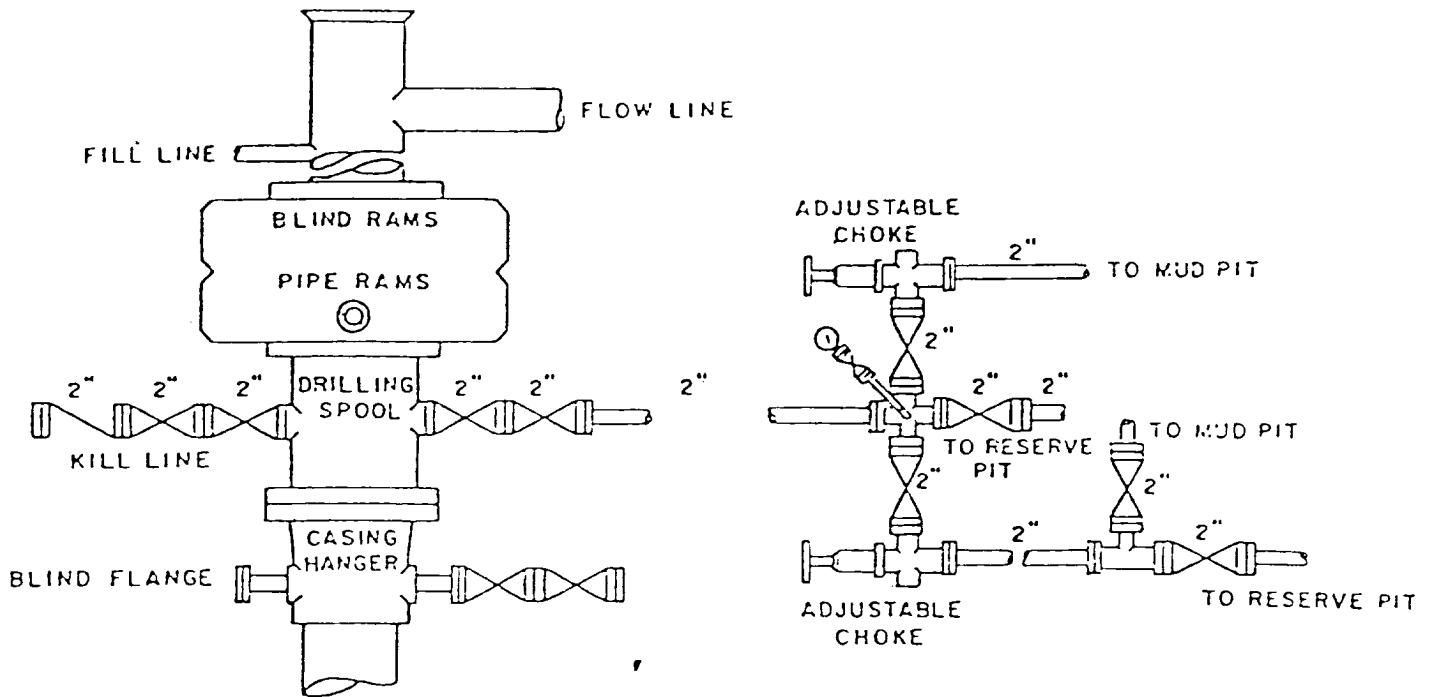 FLOW LINE
FILL LINE
BLIND RAMS
PIPE RAMS
2" 2" 2" DRILLING SPOOL 2" 2" 2"
KILL LINE
CASING
HANGER
BLIND FLANGE
ADJUSTABLE
CHOKE
2"
TO MUD PIT
2"
2" 2"
TO RESERVE
PIT
TO MUD PIT
2"
2"
2"
2"
ADJUSTABLE
CHOKE
TO RESERVE PIT